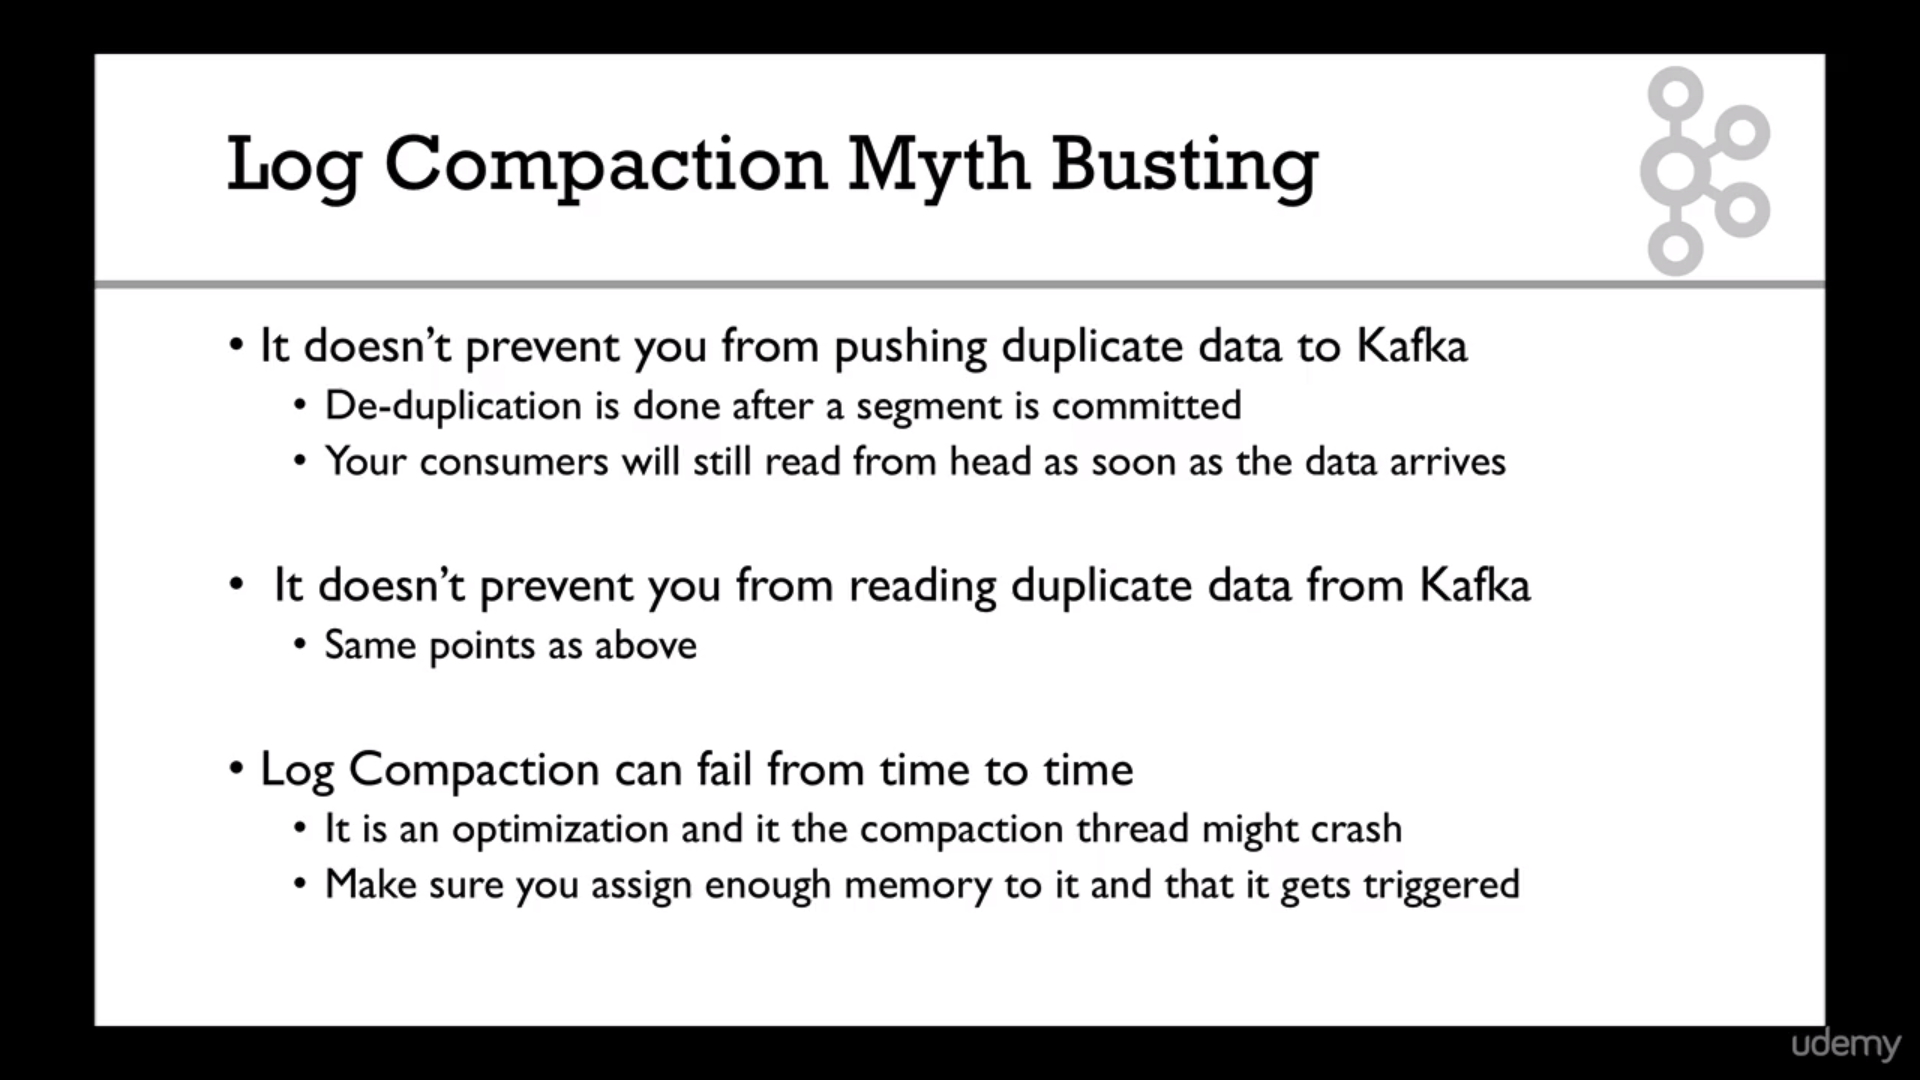 Log Compaction Myth Busting
• It doesn’t prevent you from pushing duplicate data to Kafka
• De-duplication is done after a segment is committed
• Your consumers will still read from head as soon as the data arrives
• It doesn’t prevent you from reading duplicate data from Kafka
• Same points as above
• Log Compaction can fail from time to time
• It is an optimization and it the compaction thread might crash
• Make sure you assign enough memory to it and that it gets triggered
udemy